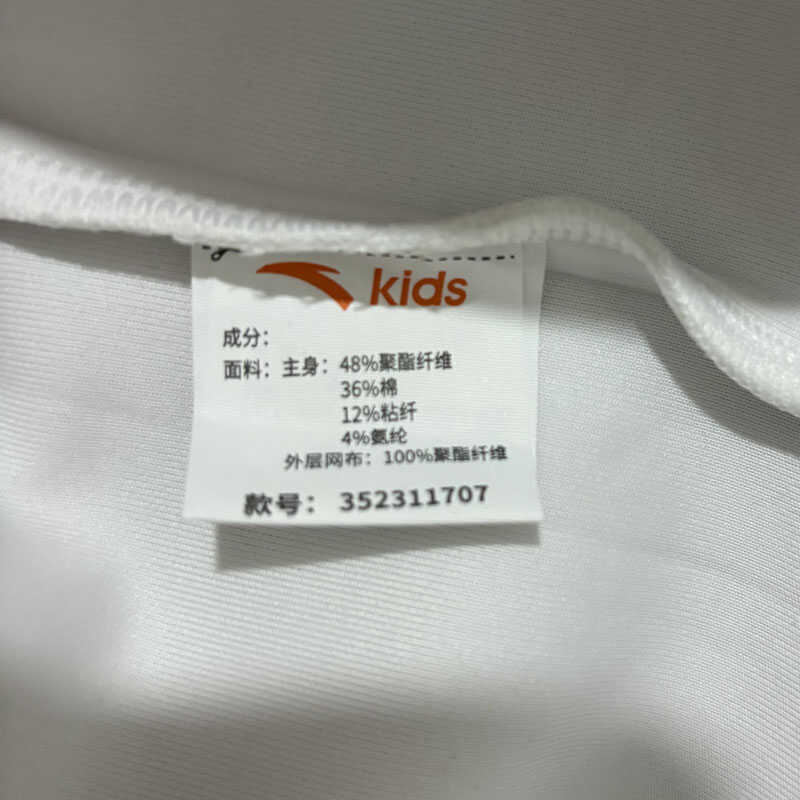 kids
成分：
面料：主身：48%聚酯纤维
36%棉
12%粘纤
4%氨纶
外层网布：100%聚酯纤维
款号：352311707